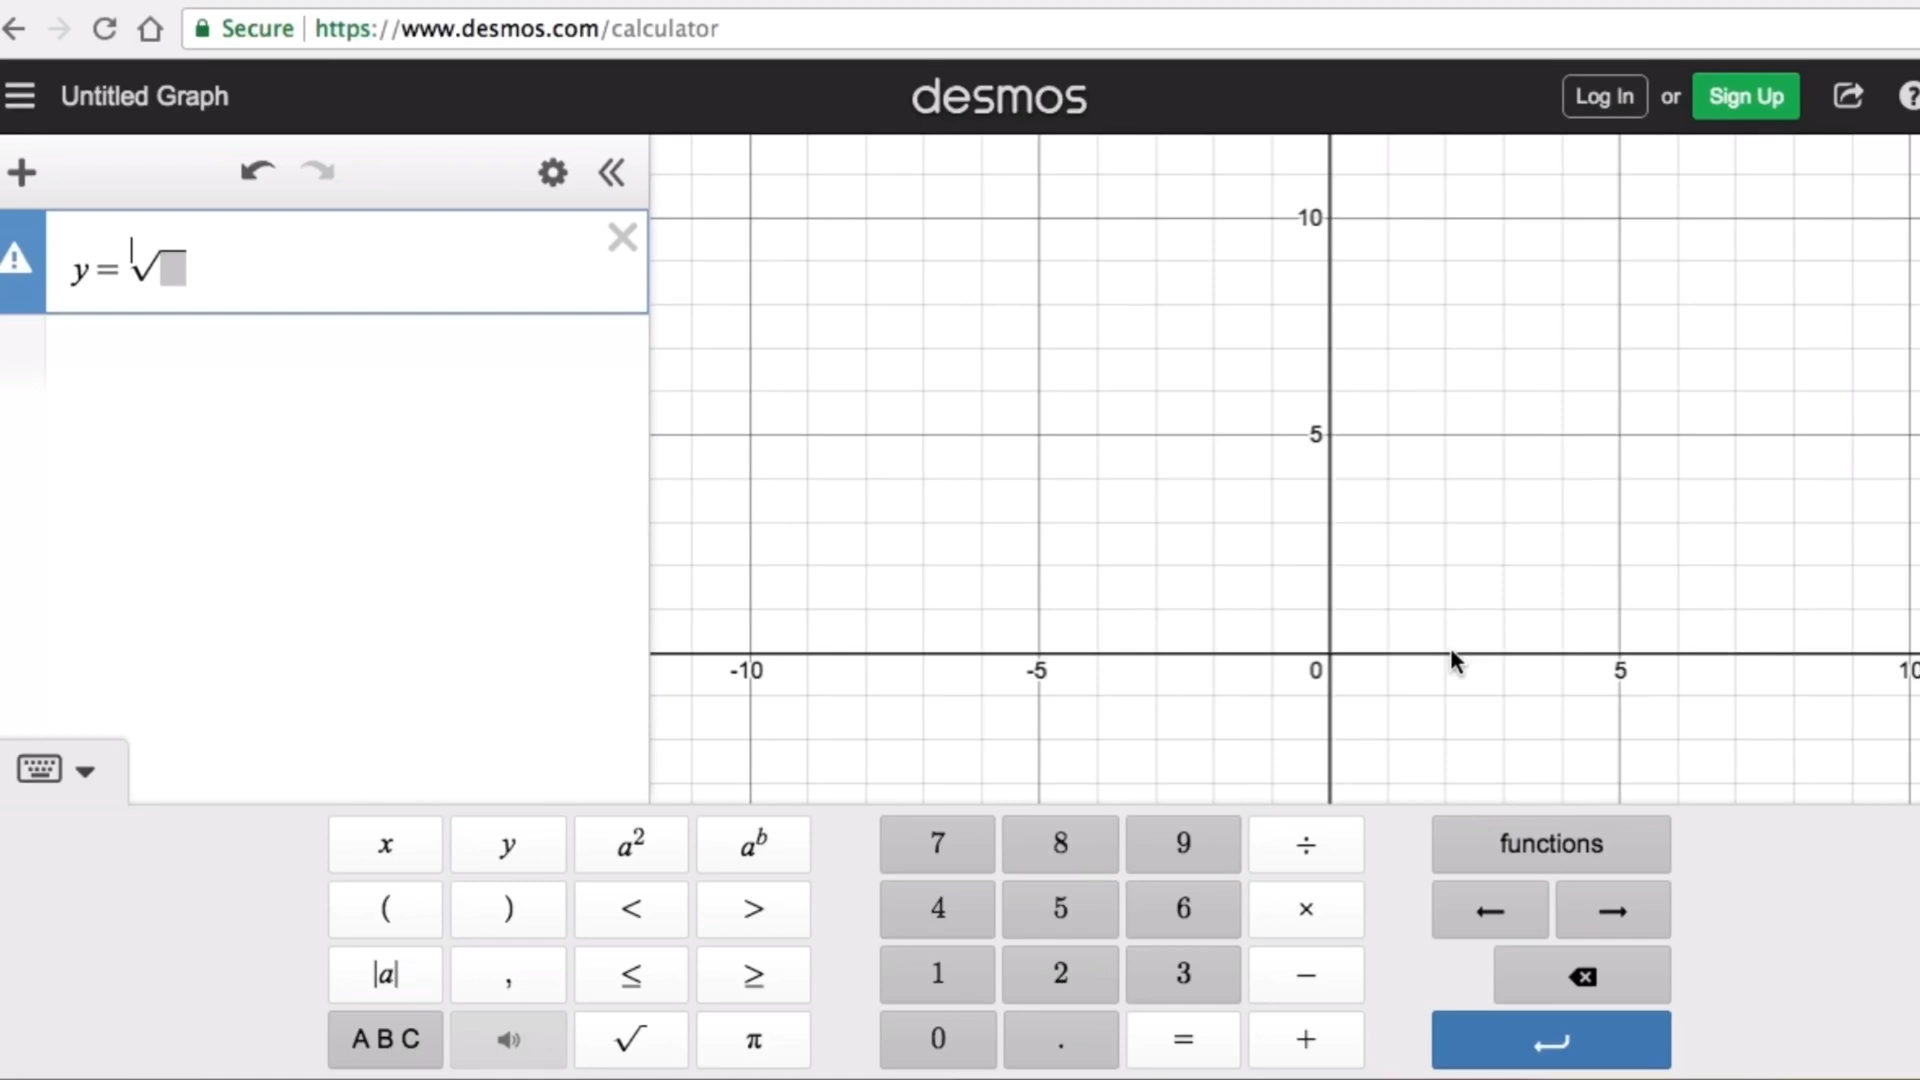 Secure https://www.desmos.com/calculator
Untitled Graph desmos Log In or Sign Up ?
y = √
10
5
-10 -5 0 5 10
x y a² aᵇ 7 8 9 ÷ functions
( ) < > 4 5 6 × ← →
|a| , ≤ ≥ 1 2 3 −
A B C √ π 0 . = +